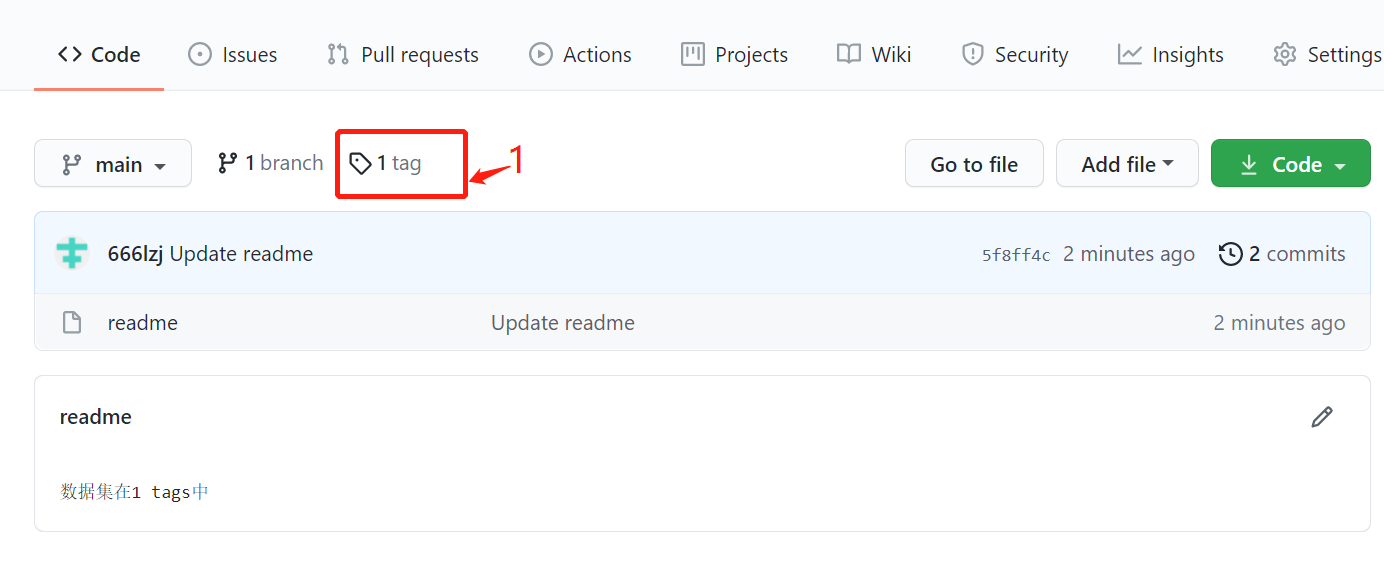 Code Issues Pull requests Actions Projects Wiki Security Insights Settings
main 1 branch 1 tag 1 Go to file Add file Code
666lzj Update readme 5f8ff4c 2 minutes ago 2 commits
readme Update readme 2 minutes ago
readme
数据集在1 tags中